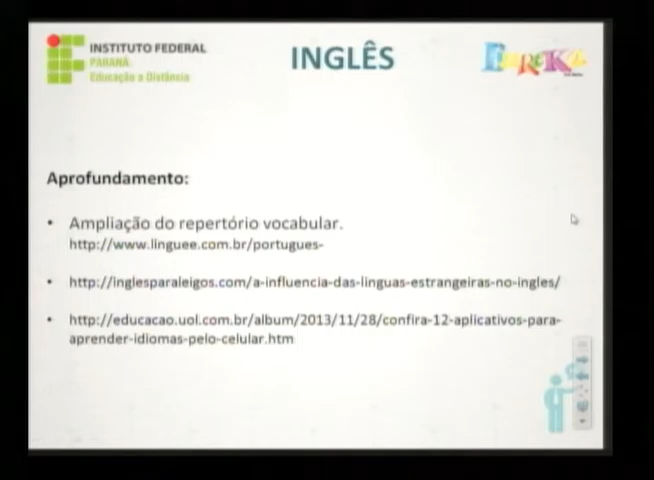 INSTITUTO FEDERAL
PARANÁ
Educação a Distância
INGLÊS
EUREKA
Aprofundamento:
• Ampliação do repertório vocabular.
http://www.linguee.com.br/portugues-
• http://inglesparaleigos.com/a-influencia-das-linguas-estrangeiras-no-ingles/
• http://educacao.uol.com.br/album/2013/11/28/confira-12-aplicativos-para-
aprender-idiomas-pelo-celular.htm